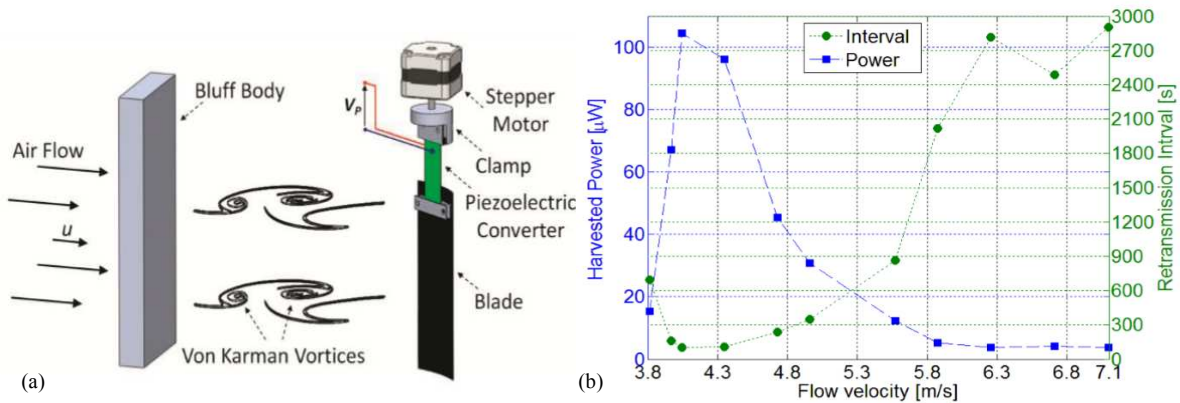 (a)
Bluff Body
Air Flow
u
Von Karman Vortices
Vₚ
Stepper
Motor
Clamp
Piezoelectric
Converter
Blade
(b)
Harvested Power [μW]
100
80
60
40
20
0
Interval
Power
3000
2700
2400
2100
1800
1500
1200
900
600
300
0
Retransmission Intrval [s]
3.8 4.3 4.8 5.3 5.8 6.3 6.8 7.1
Flow velocity [m/s]